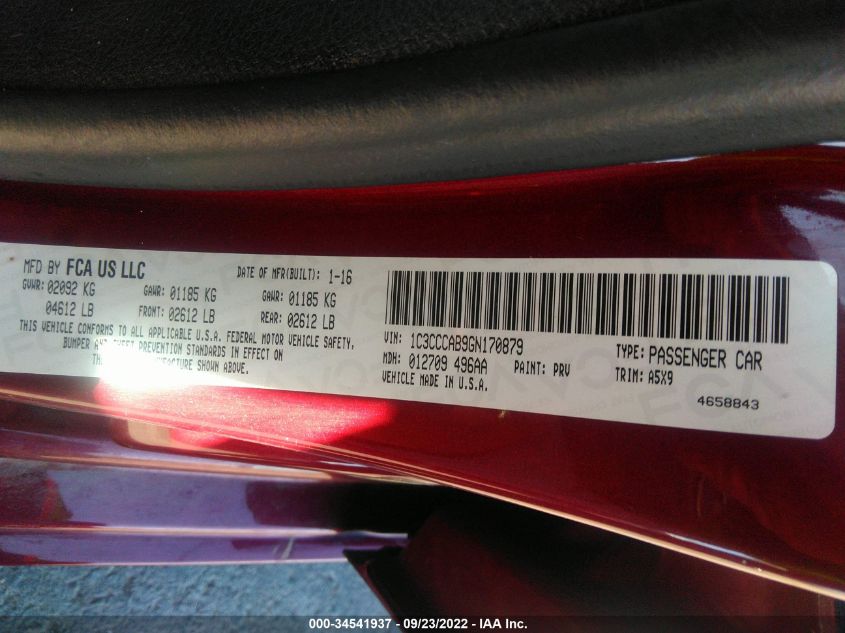 MFD BY FCA US LLC
DATE OF MFR(BUILT): 1-16
GVWR: 02092 KG GAWR: 01185 KG GAWR: 01185 KG
04612 LB FRONT: 02612 LB REAR: 02612 LB
THIS VEHICLE CONFORMS TO ALL APPLICABLE U.S.A. FEDERAL MOTOR VEHICLE SAFETY,
BUMPER AND THEFT PREVENTION STANDARDS IN EFFECT ON
SHOWN ABOVE.
VIN: 1C3CCCAB9GN170879 TYPE: PASSENGER CAR
MDH: 012709 496AA PAINT: PRV TRIM: A5X9
VEHICLE MADE IN U.S.A.
4658843
000-34541937 - 09/23/2022 - IAA Inc.